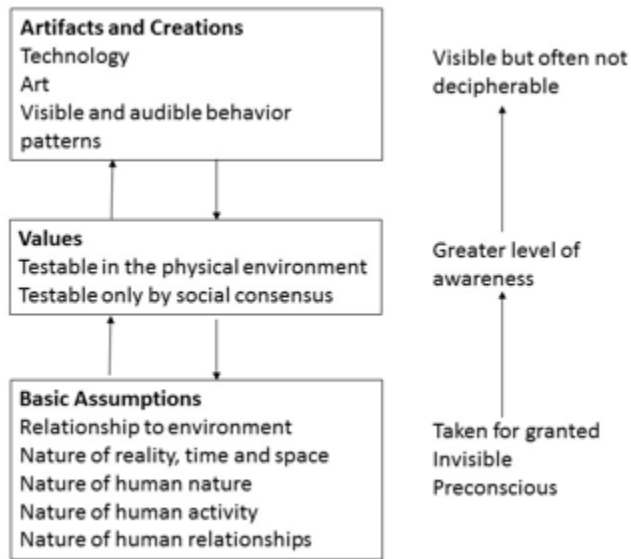 Artifacts and Creations
Technology
Art
Visible and audible behavior
patterns
Visible but often not
decipherable
Values
Testable in the physical environment
Testable only by social consensus
Greater level of
awareness
Basic Assumptions
Relationship to environment
Nature of reality, time and space
Nature of human nature
Nature of human activity
Nature of human relationships
Taken for granted
Invisible
Preconscious